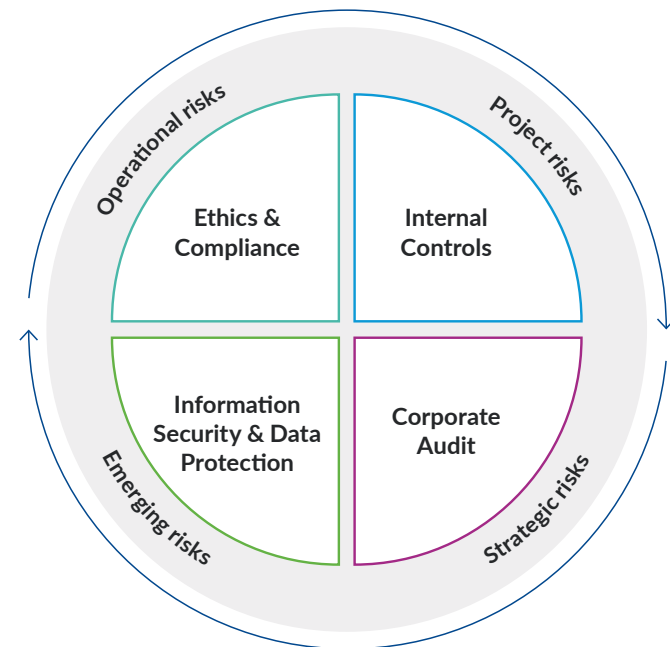 Operational risks
Project risks
Ethics &
Compliance
Internal
Controls
Information
Security & Data
Protection
Corporate
Audit
Emerging risks
Strategic risks